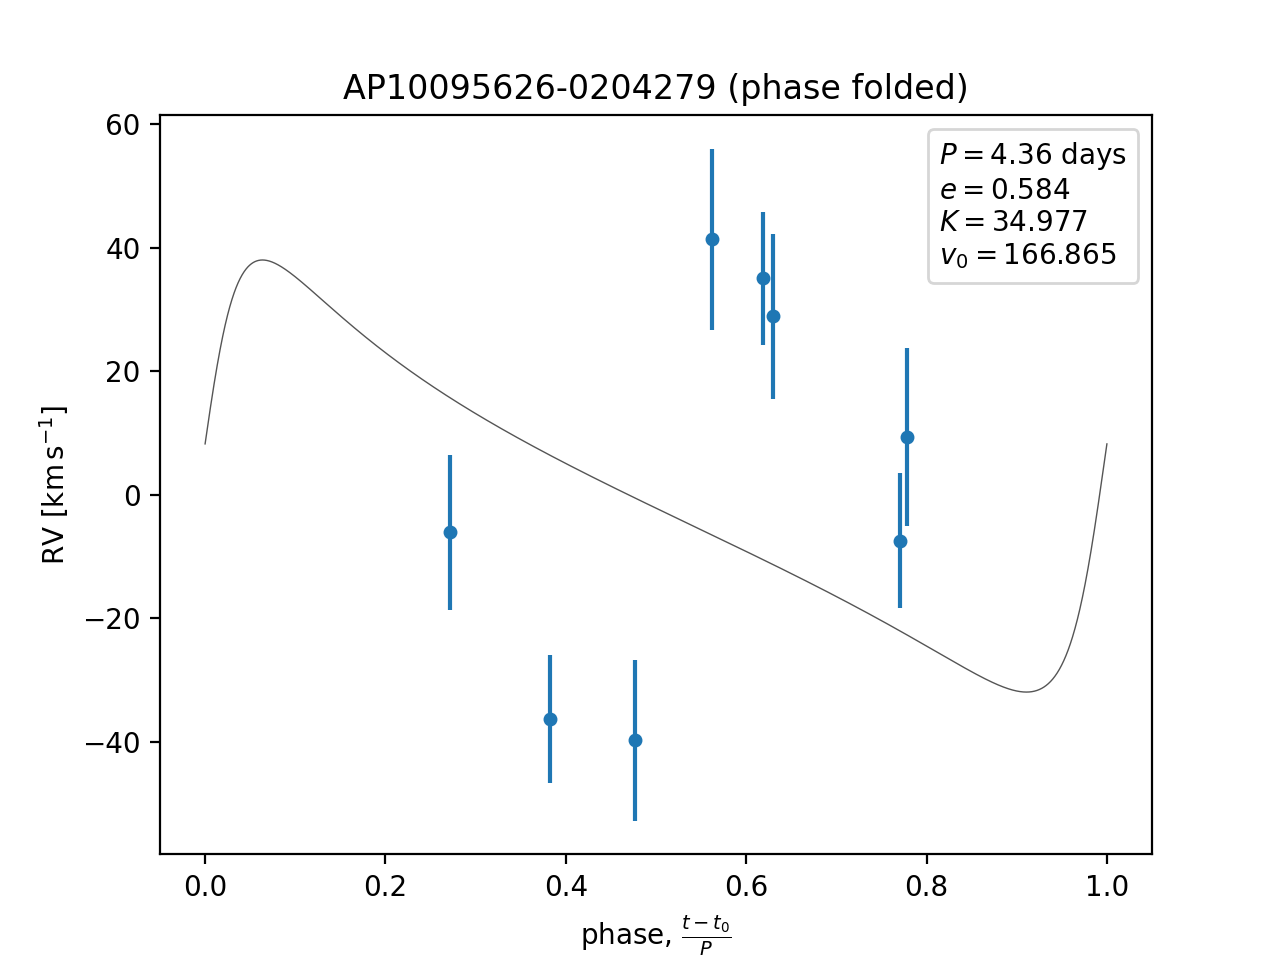 AP10095626-0204279 (phase folded)
P = 4.36 days
e = 0.584
K = 34.977
v₀ = 166.865
60
40
20
0
−20
−40
RV [km s⁻¹]
0.0 0.2 0.4 0.6 0.8 1.0
phase, (t − t₀)/P